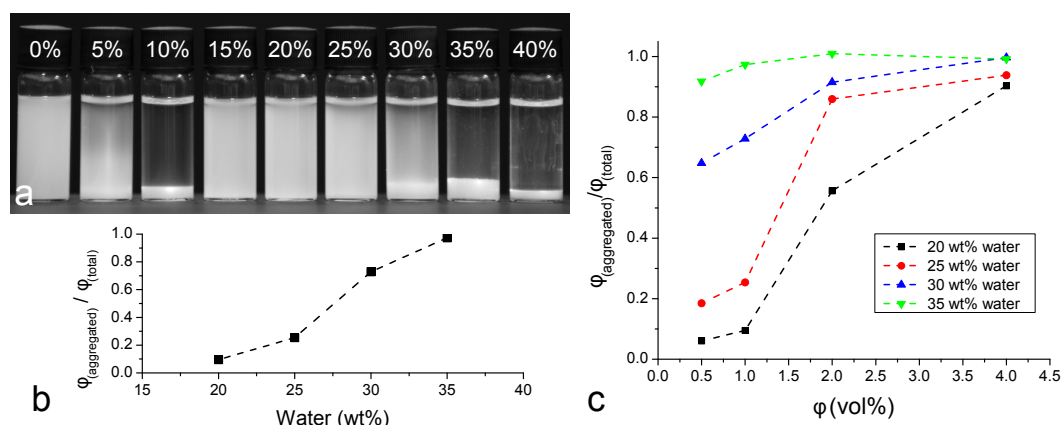 0% 5% 10% 15% 20% 25% 30% 35% 40%
a
1.0
0.8
0.6
0.4
0.2
0.0
15 20 25 30 35 40
Water (wt%)
φ(aggregated) / φ(total)
b
1.0
0.8
0.6
0.4
0.2
0.0
0.0 0.5 1.0 1.5 2.0 2.5 3.0 3.5 4.0 4.5
φ (vol%)
φ(aggregated)/φ(total)
20 wt% water
25 wt% water
30 wt% water
35 wt% water
c